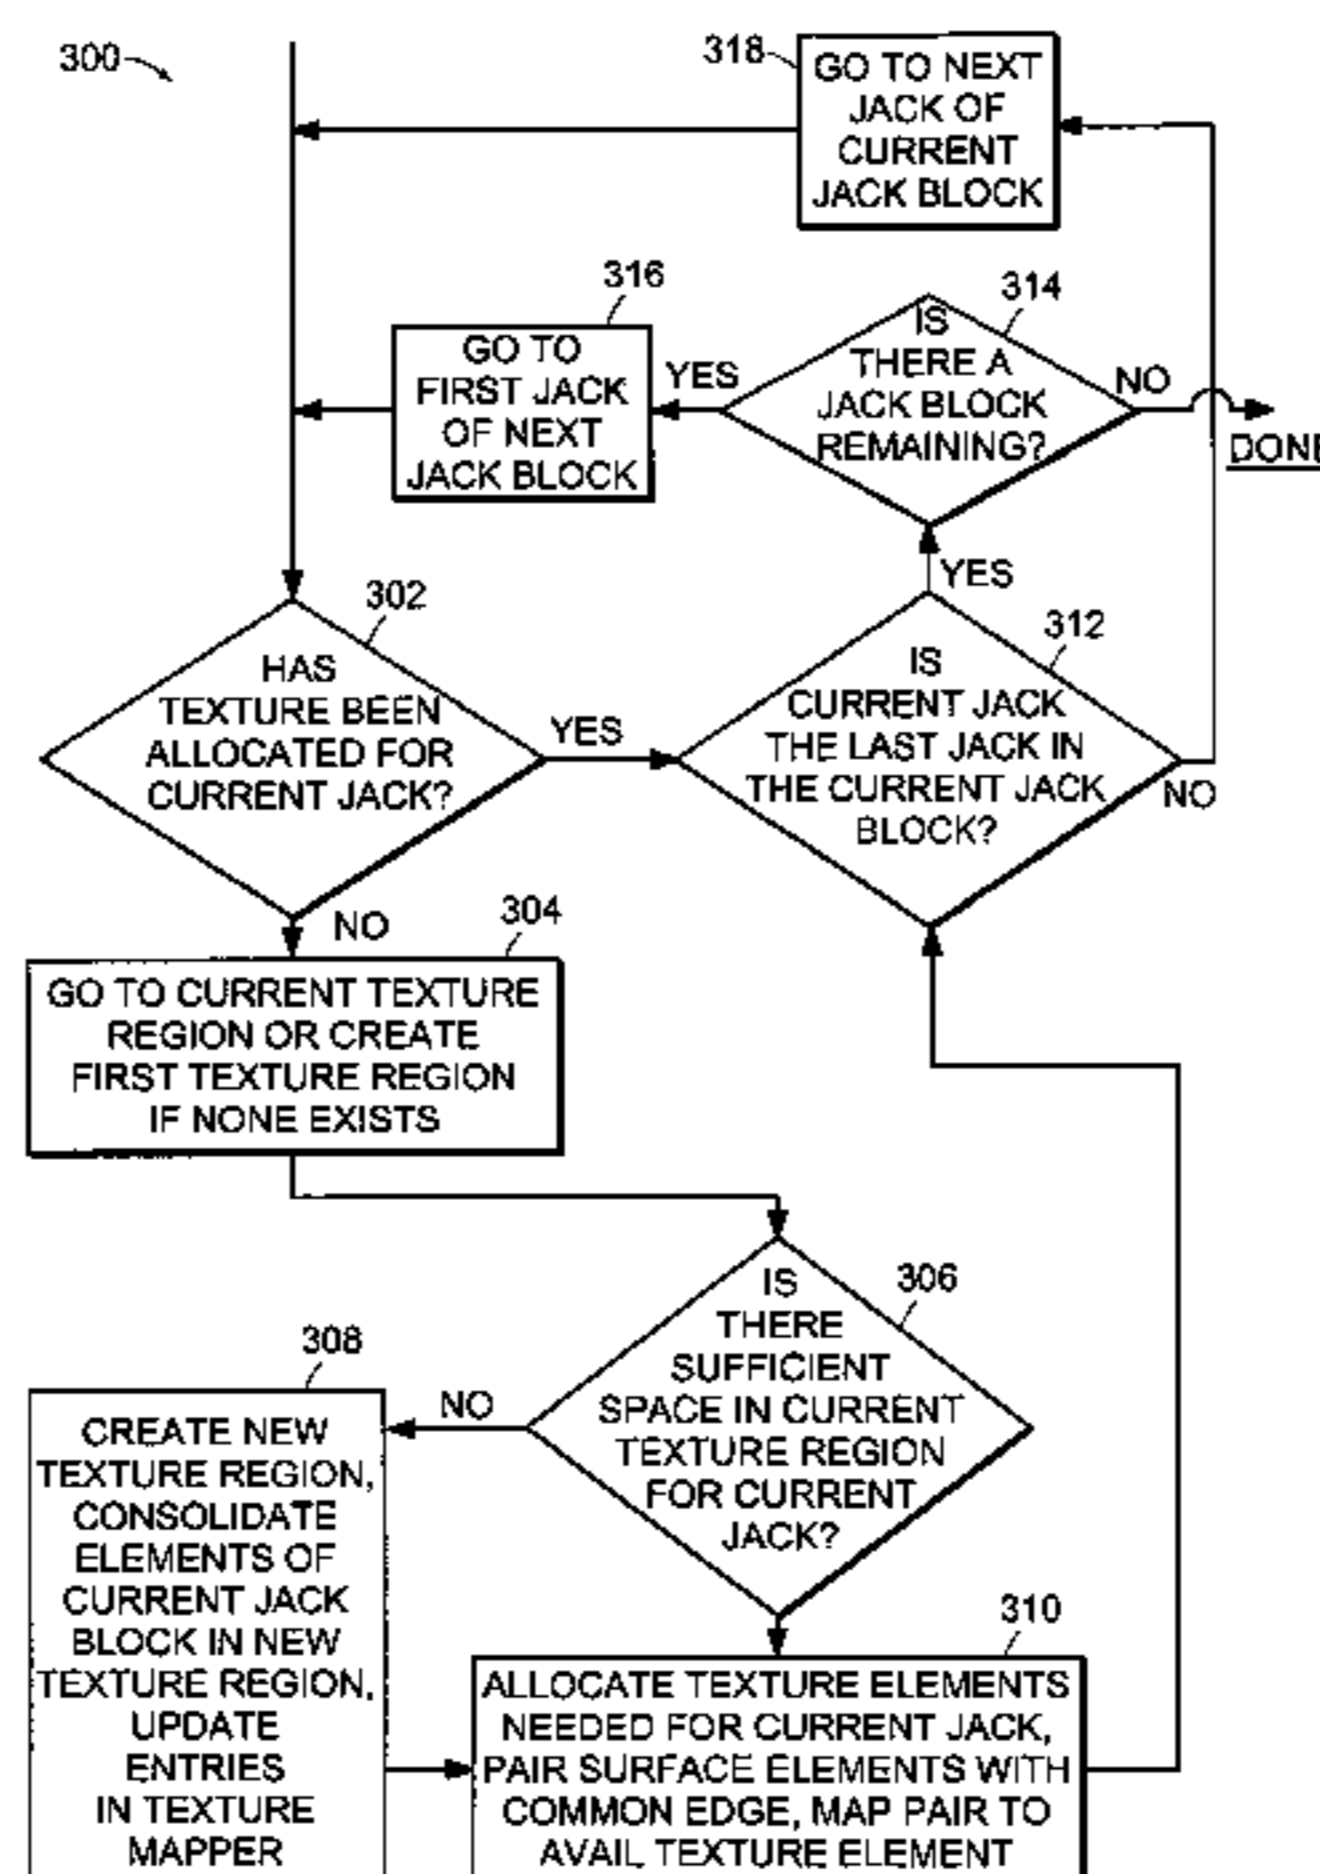 300
318
GO TO NEXT
JACK OF
CURRENT
JACK BLOCK
316
GO TO
FIRST JACK
OF NEXT
JACK BLOCK
YES
314
IS
THERE A
JACK BLOCK
REMAINING?
NO
DONE
YES
302
HAS
TEXTURE BEEN
ALLOCATED FOR
CURRENT JACK?
YES
312
IS
CURRENT JACK
THE LAST JACK IN
THE CURRENT JACK
BLOCK?
NO
NO
304
GO TO CURRENT TEXTURE
REGION OR CREATE
FIRST TEXTURE REGION
IF NONE EXISTS
306
IS
THERE
SUFFICIENT
SPACE IN CURRENT
TEXTURE REGION
FOR CURRENT
JACK?
NO
308
CREATE NEW
TEXTURE REGION,
CONSOLIDATE
ELEMENTS OF
CURRENT JACK
BLOCK IN NEW
TEXTURE REGION,
UPDATE
ENTRIES
IN TEXTURE
MAPPER
310
ALLOCATE TEXTURE ELEMENTS
NEEDED FOR CURRENT JACK,
PAIR SURFACE ELEMENTS WITH
COMMON EDGE, MAP PAIR TO
AVAIL TEXTURE ELEMENT